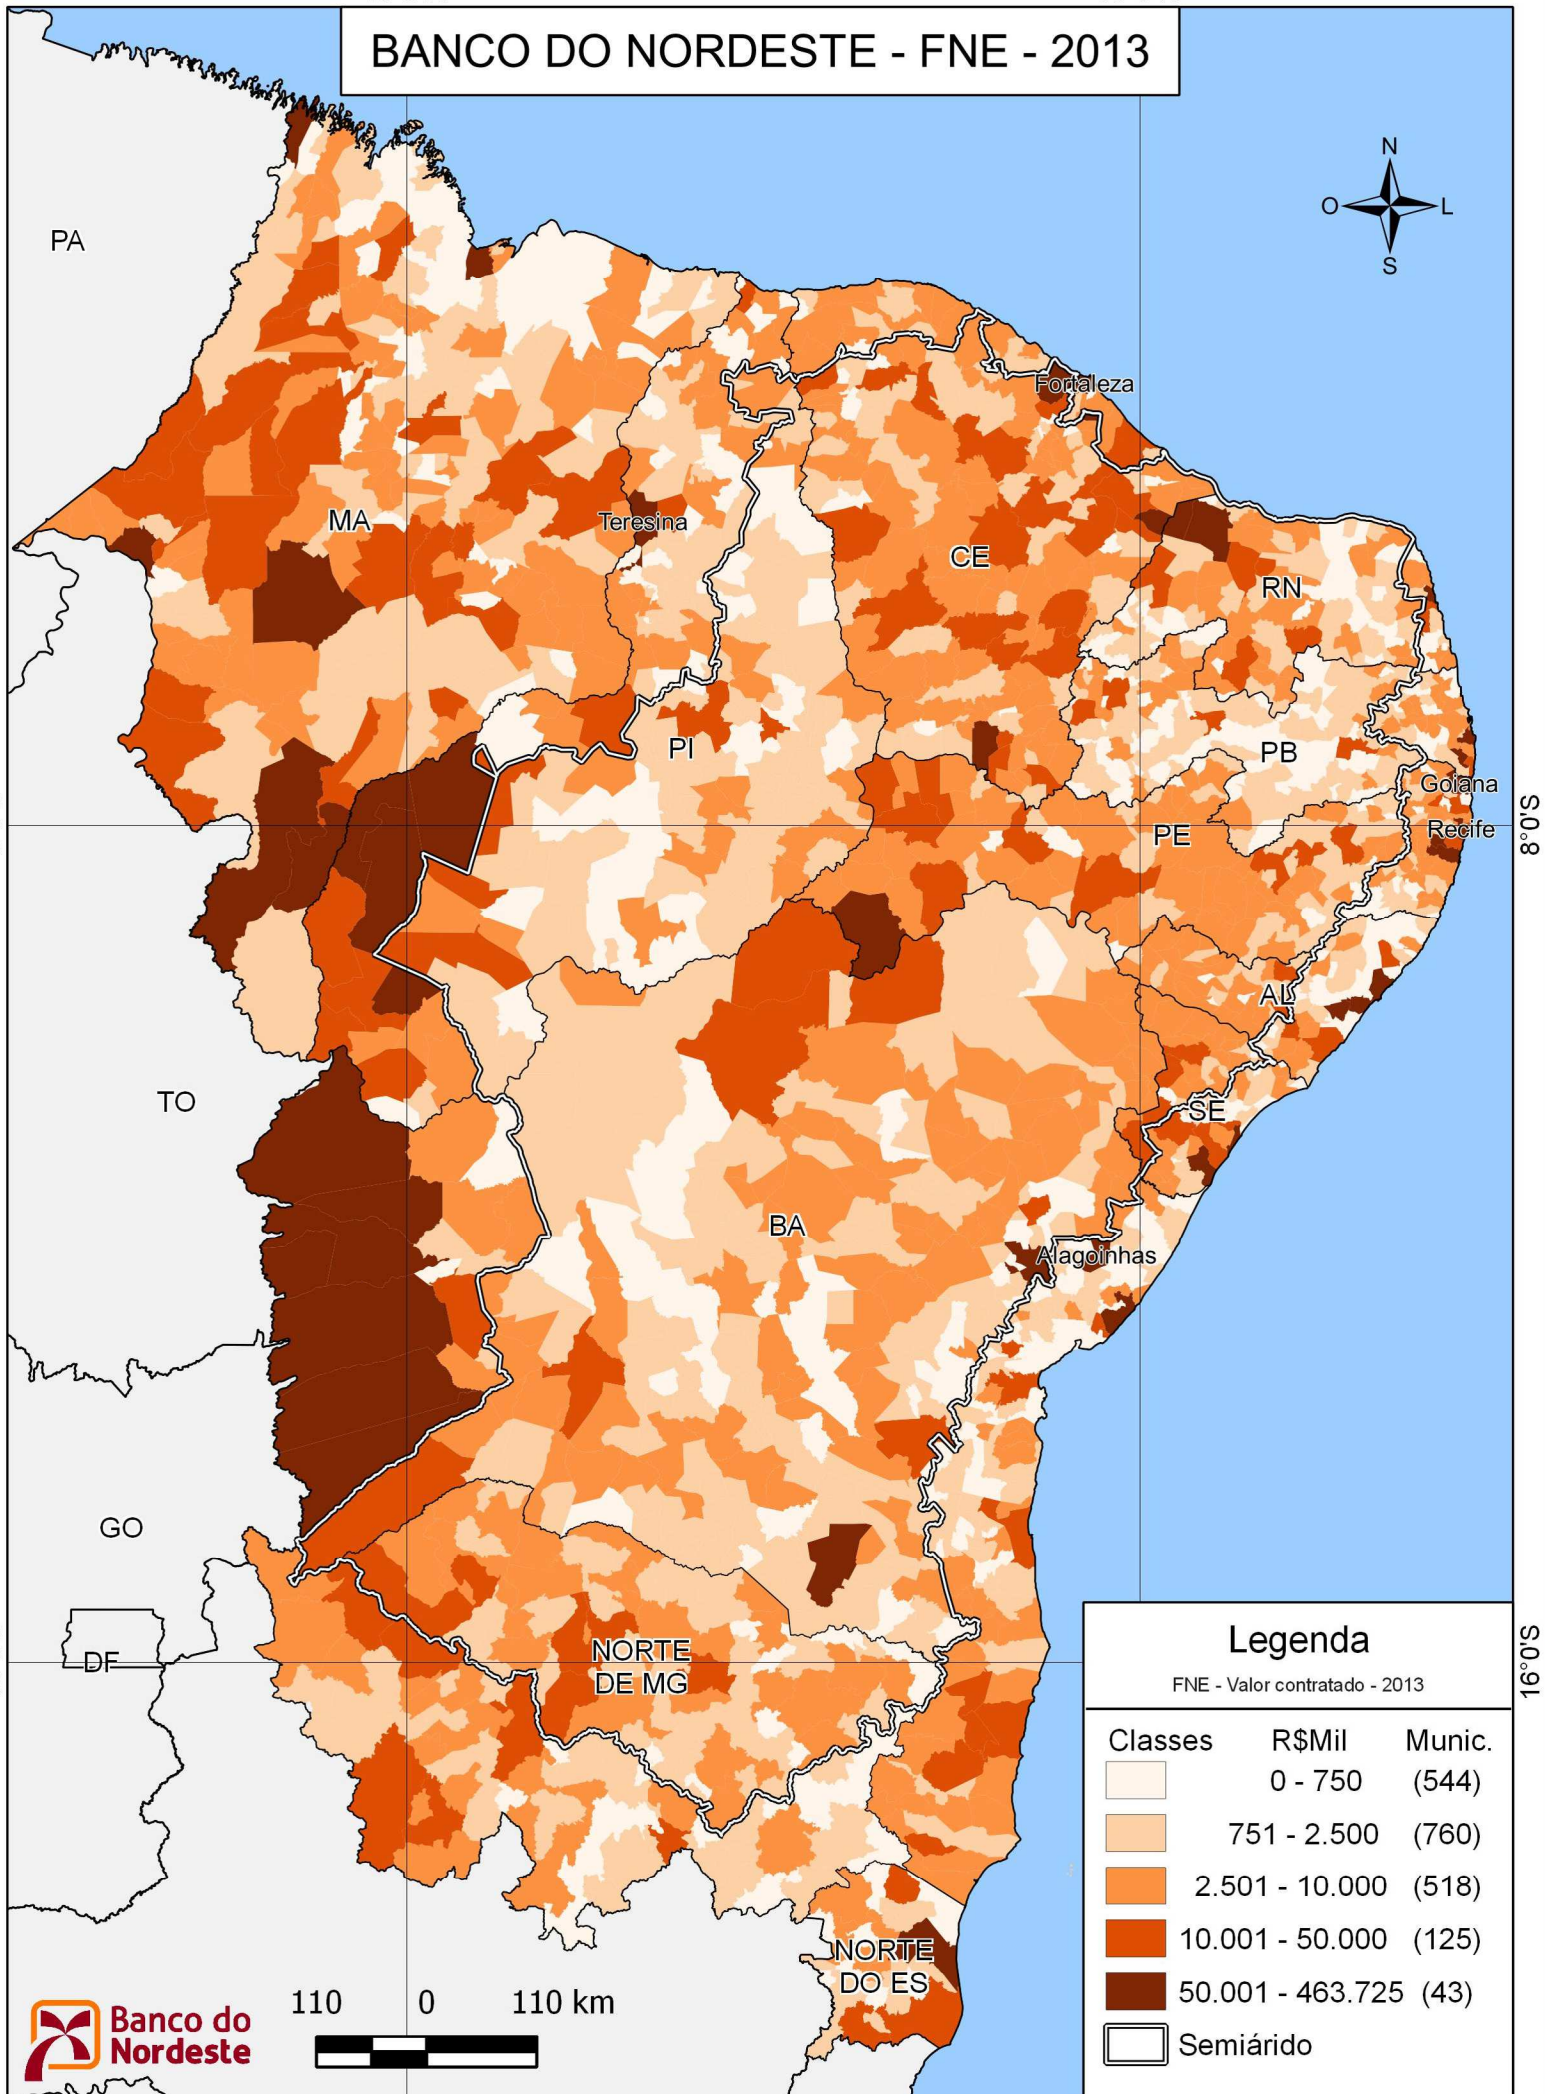 BANCO DO NORDESTE - FNE - 2013
N
O
L
S
PA
Fortaleza
MA
Teresina
CE
RN
PI
PB
Goiana
8°0'S
PE
Recife
AL
TO
SE
BA
Alagoinhas
GO
NORTE
DE MG
DF
16°0'S
Legenda
FNE - Valor contratado - 2013
Classes R$Mil Munic.
0 - 750 (544)
751 - 2.500 (760)
2.501 - 10.000 (518)
10.001 - 50.000 (125)
50.001 - 463.725 (43)
Semiárido
NORTE
DO ES
110 0 110 km
Banco do
Nordeste